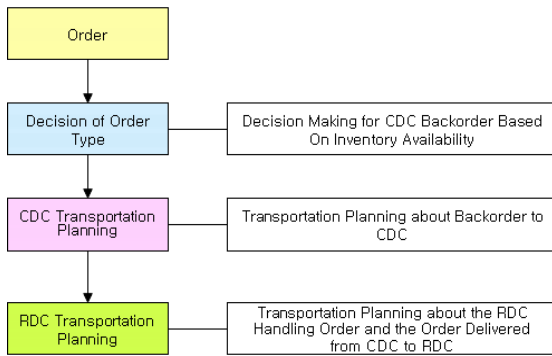 Order
Decision of Order
Type
Decision Making for CDC Backorder Based
On Inventory Availability
CDC Transportation
Planning
Transportation Planning about Backorder to
CDC
RDC Transportation
Planning
Transportation Planning about the RDC
Handling Order and the Order Delivered
from CDC to RDC